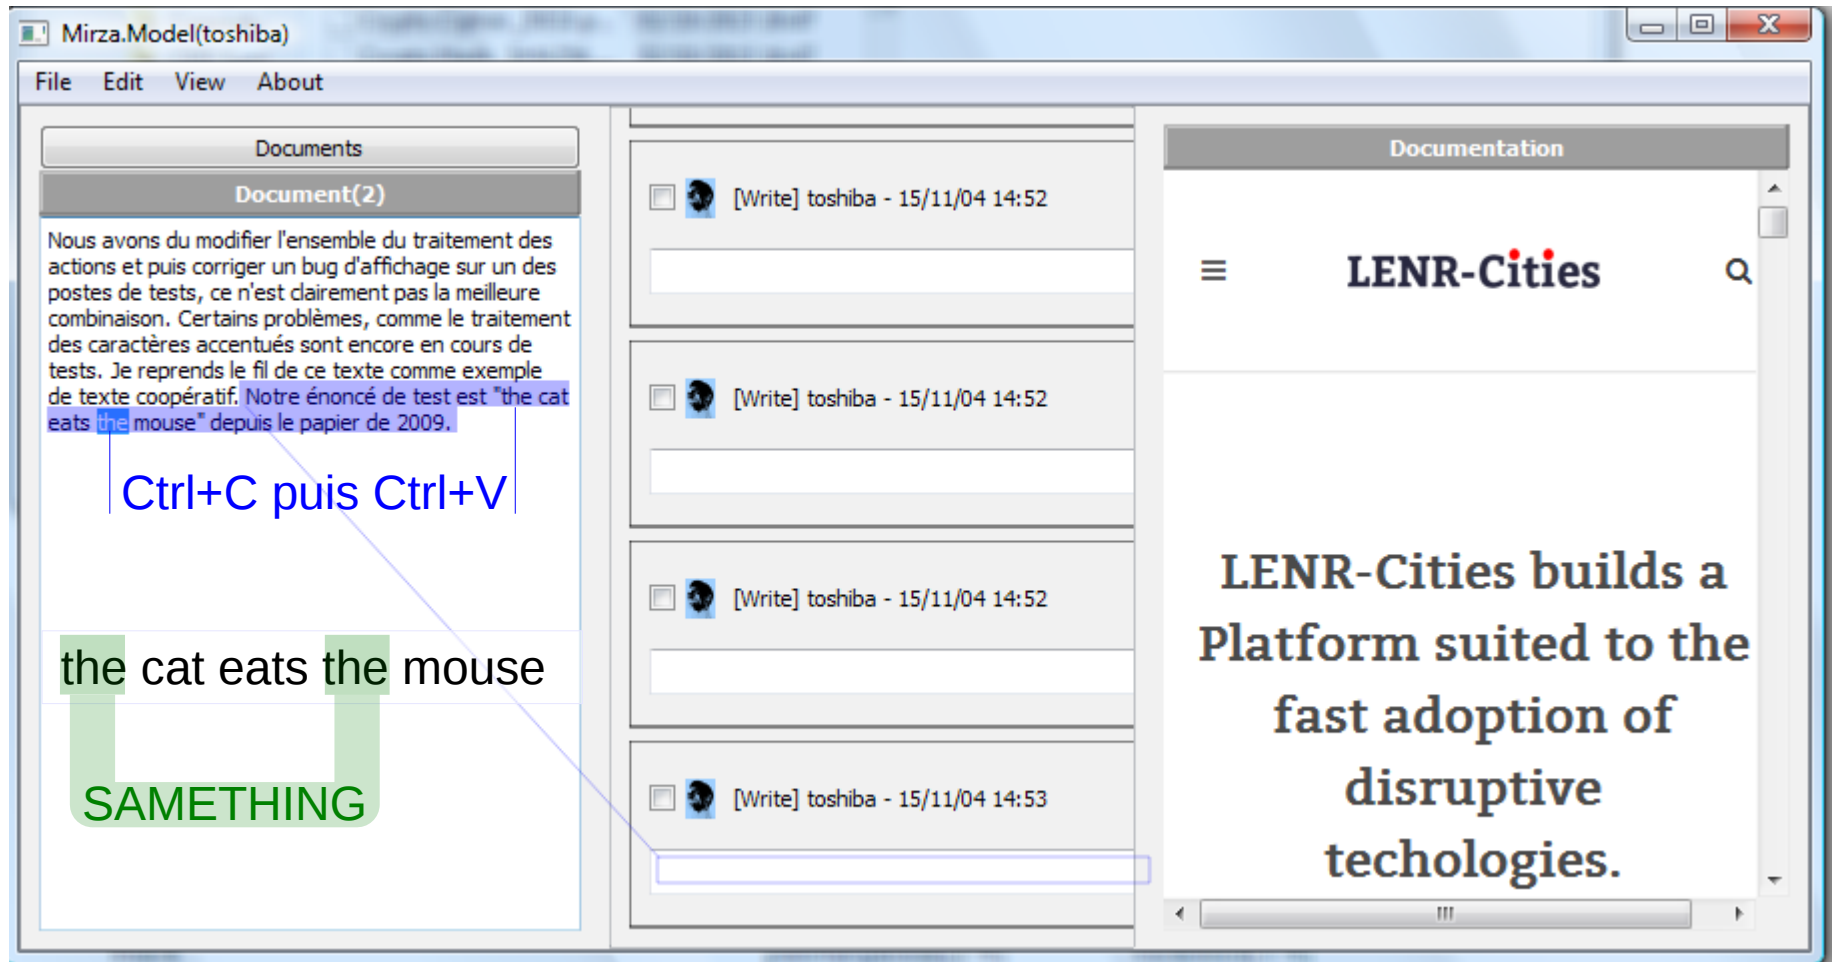 Mirza.Model(toshiba)
File Edit View About
Documents
Document(2)
Nous avons du modifier l'ensemble du traitement des
actions et puis corriger un bug d'affichage sur un des
postes de tests, ce n'est clairement pas la meilleure
combinaison. Certains problèmes, comme le traitement
des caractères accentués sont encore en cours de
tests. Je reprends le fil de ce texte comme exemple
de texte coopératif. Notre énoncé de test est "the cat
eats the mouse" depuis le papier de 2009.
Ctrl+C puis Ctrl+V
the cat eats the mouse
SAMETHING
[Write] toshiba - 15/11/04 14:52
[Write] toshiba - 15/11/04 14:52
[Write] toshiba - 15/11/04 14:52
[Write] toshiba - 15/11/04 14:53
Documentation
LENR-Cities
LENR-Cities builds a
Platform suited to the
fast adoption of
disruptive
techologies.